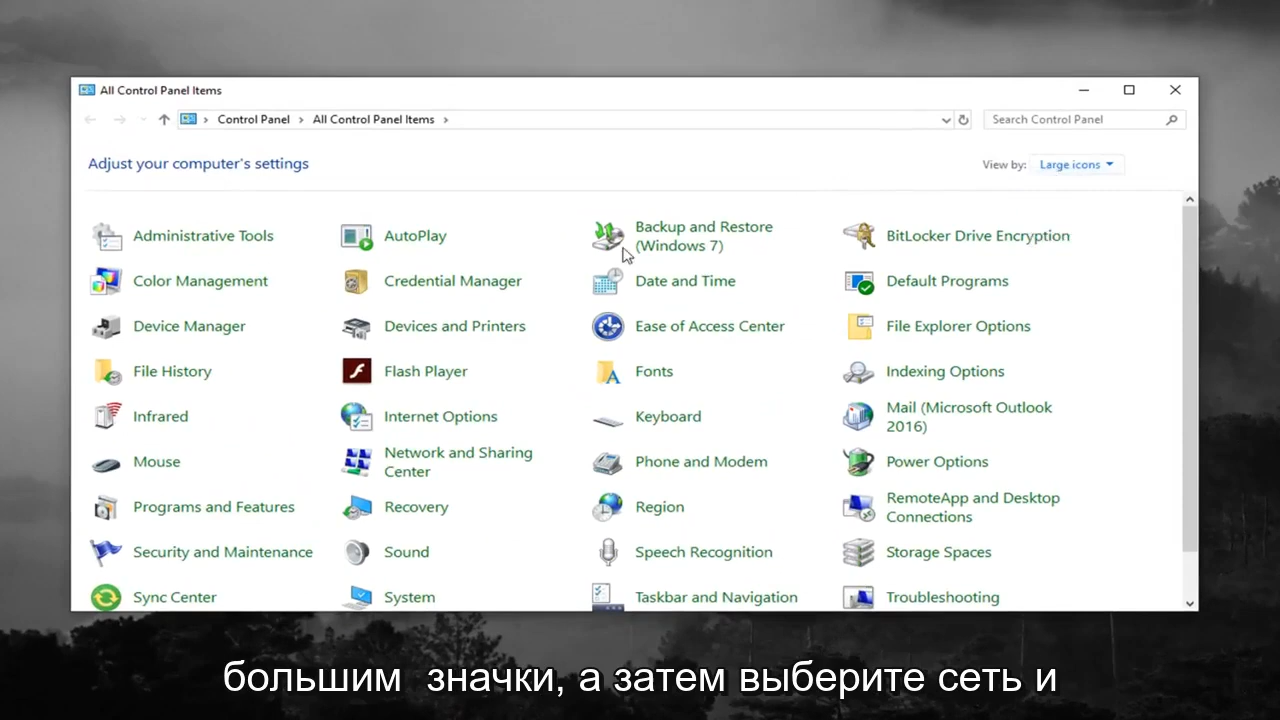 All Control Panel Items
Control Panel > All Control Panel Items >
Search Control Panel
Adjust your computer's settings
View by: Large icons
Administrative Tools
AutoPlay
Backup and Restore
(Windows 7)
BitLocker Drive Encryption
Color Management
Credential Manager
Date and Time
Default Programs
Device Manager
Devices and Printers
Ease of Access Center
File Explorer Options
File History
Flash Player
Fonts
Indexing Options
Infrared
Internet Options
Keyboard
Mail (Microsoft Outlook
2016)
Mouse
Network and Sharing
Center
Phone and Modem
Power Options
Programs and Features
Recovery
Region
RemoteApp and Desktop
Connections
Security and Maintenance
Sound
Speech Recognition
Storage Spaces
Sync Center
System
Taskbar and Navigation
Troubleshooting
большим значки, а затем выберите сеть и